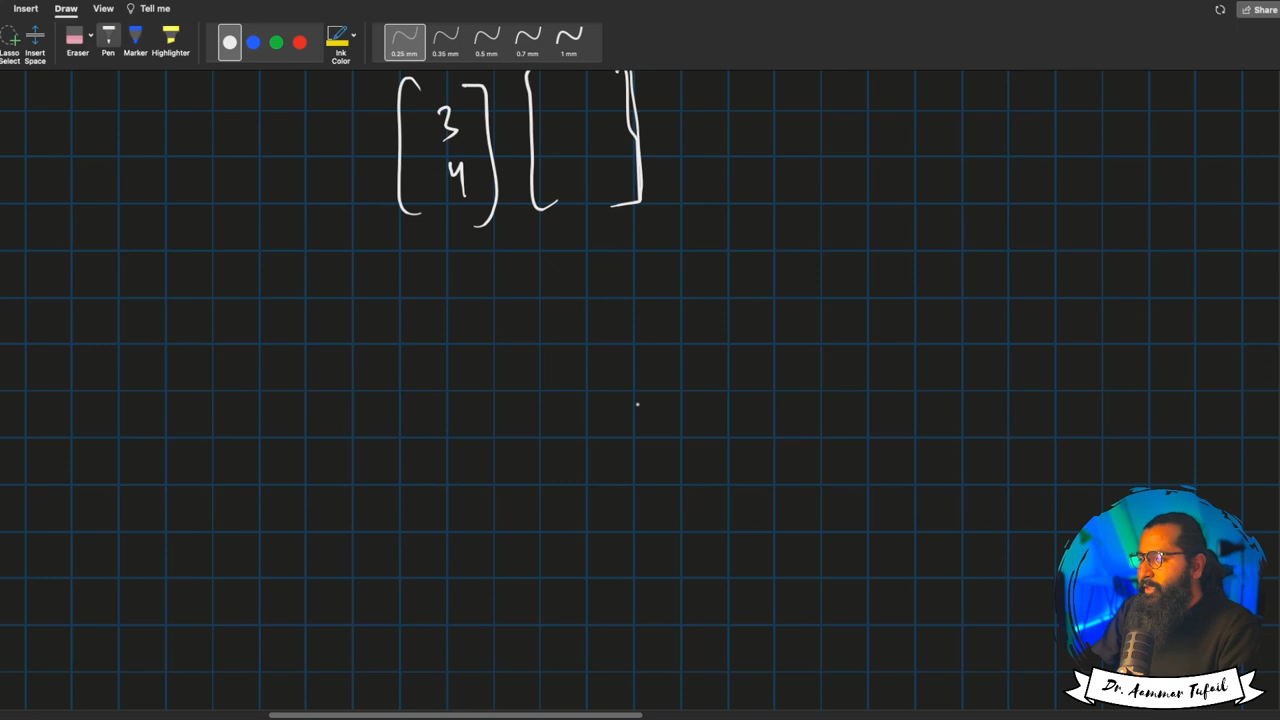 Insert Draw View Tell me Share
Lasso Select Insert Space Eraser Pen Marker Highlighter Ink Color 0.25 mm 0.35 mm 0.5 mm 0.7 mm 1 mm
3
4
Dr. Aammar Tufail